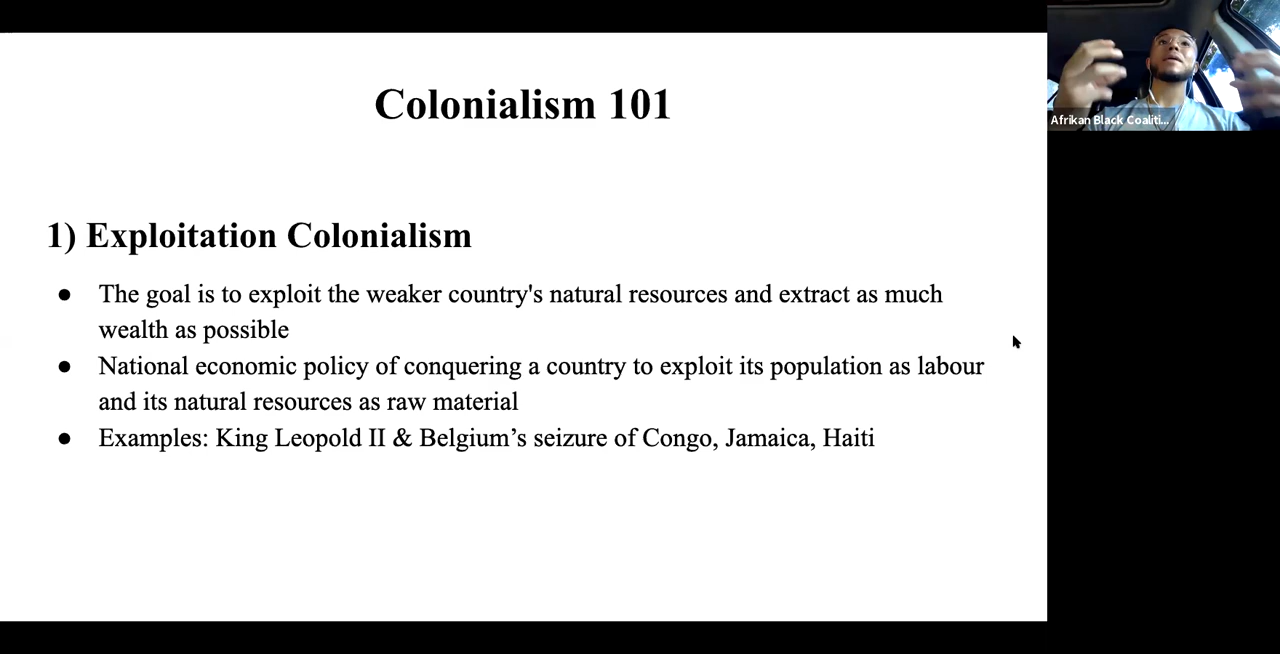 Colonialism 101
1) Exploitation Colonialism
● The goal is to exploit the weaker country's natural resources and extract as much
wealth as possible
● National economic policy of conquering a country to exploit its population as labour
and its natural resources as raw material
● Examples: King Leopold II & Belgium’s seizure of Congo, Jamaica, Haiti
Afrikan Black Coaliti...